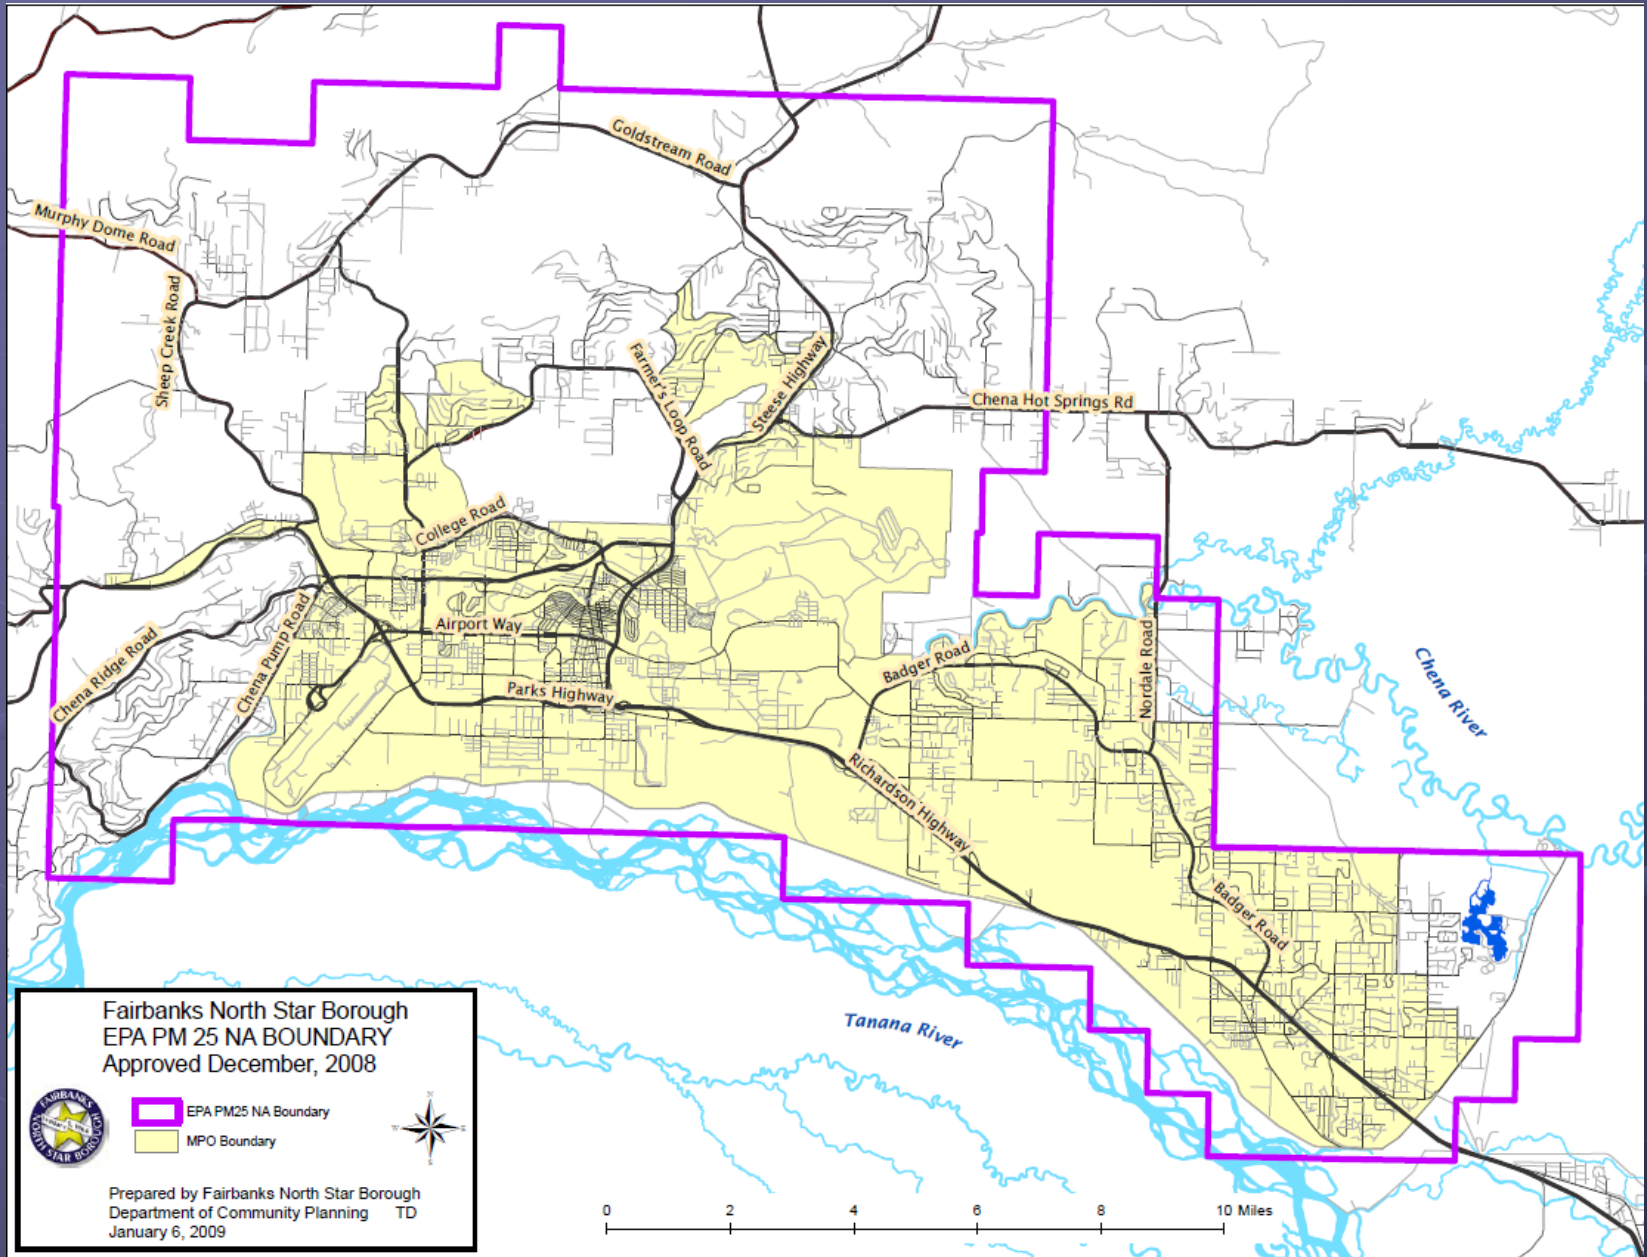 Goldstream Road
Murphy Dome Road
Sheep Creek Road
Farmer's Loop Road
Steese Highway
Chena Hot Springs Rd
College Road
Airport Way
Chena Pump Road
Chena Ridge Road
Parks Highway
Badger Road
Nordale Road
Chena River
Richardson Highway
Badger Road
Tanana River
Fairbanks North Star Borough
EPA PM 25 NA BOUNDARY
Approved December, 2008
EPA PM25 NA Boundary
MPO Boundary
N
W
E
S
FAIRBANKS
NORTH STAR BOROUGH
Prepared by Fairbanks North Star Borough
Department of Community Planning TD
January 6, 2009
0 2 4 6 8 10 Miles